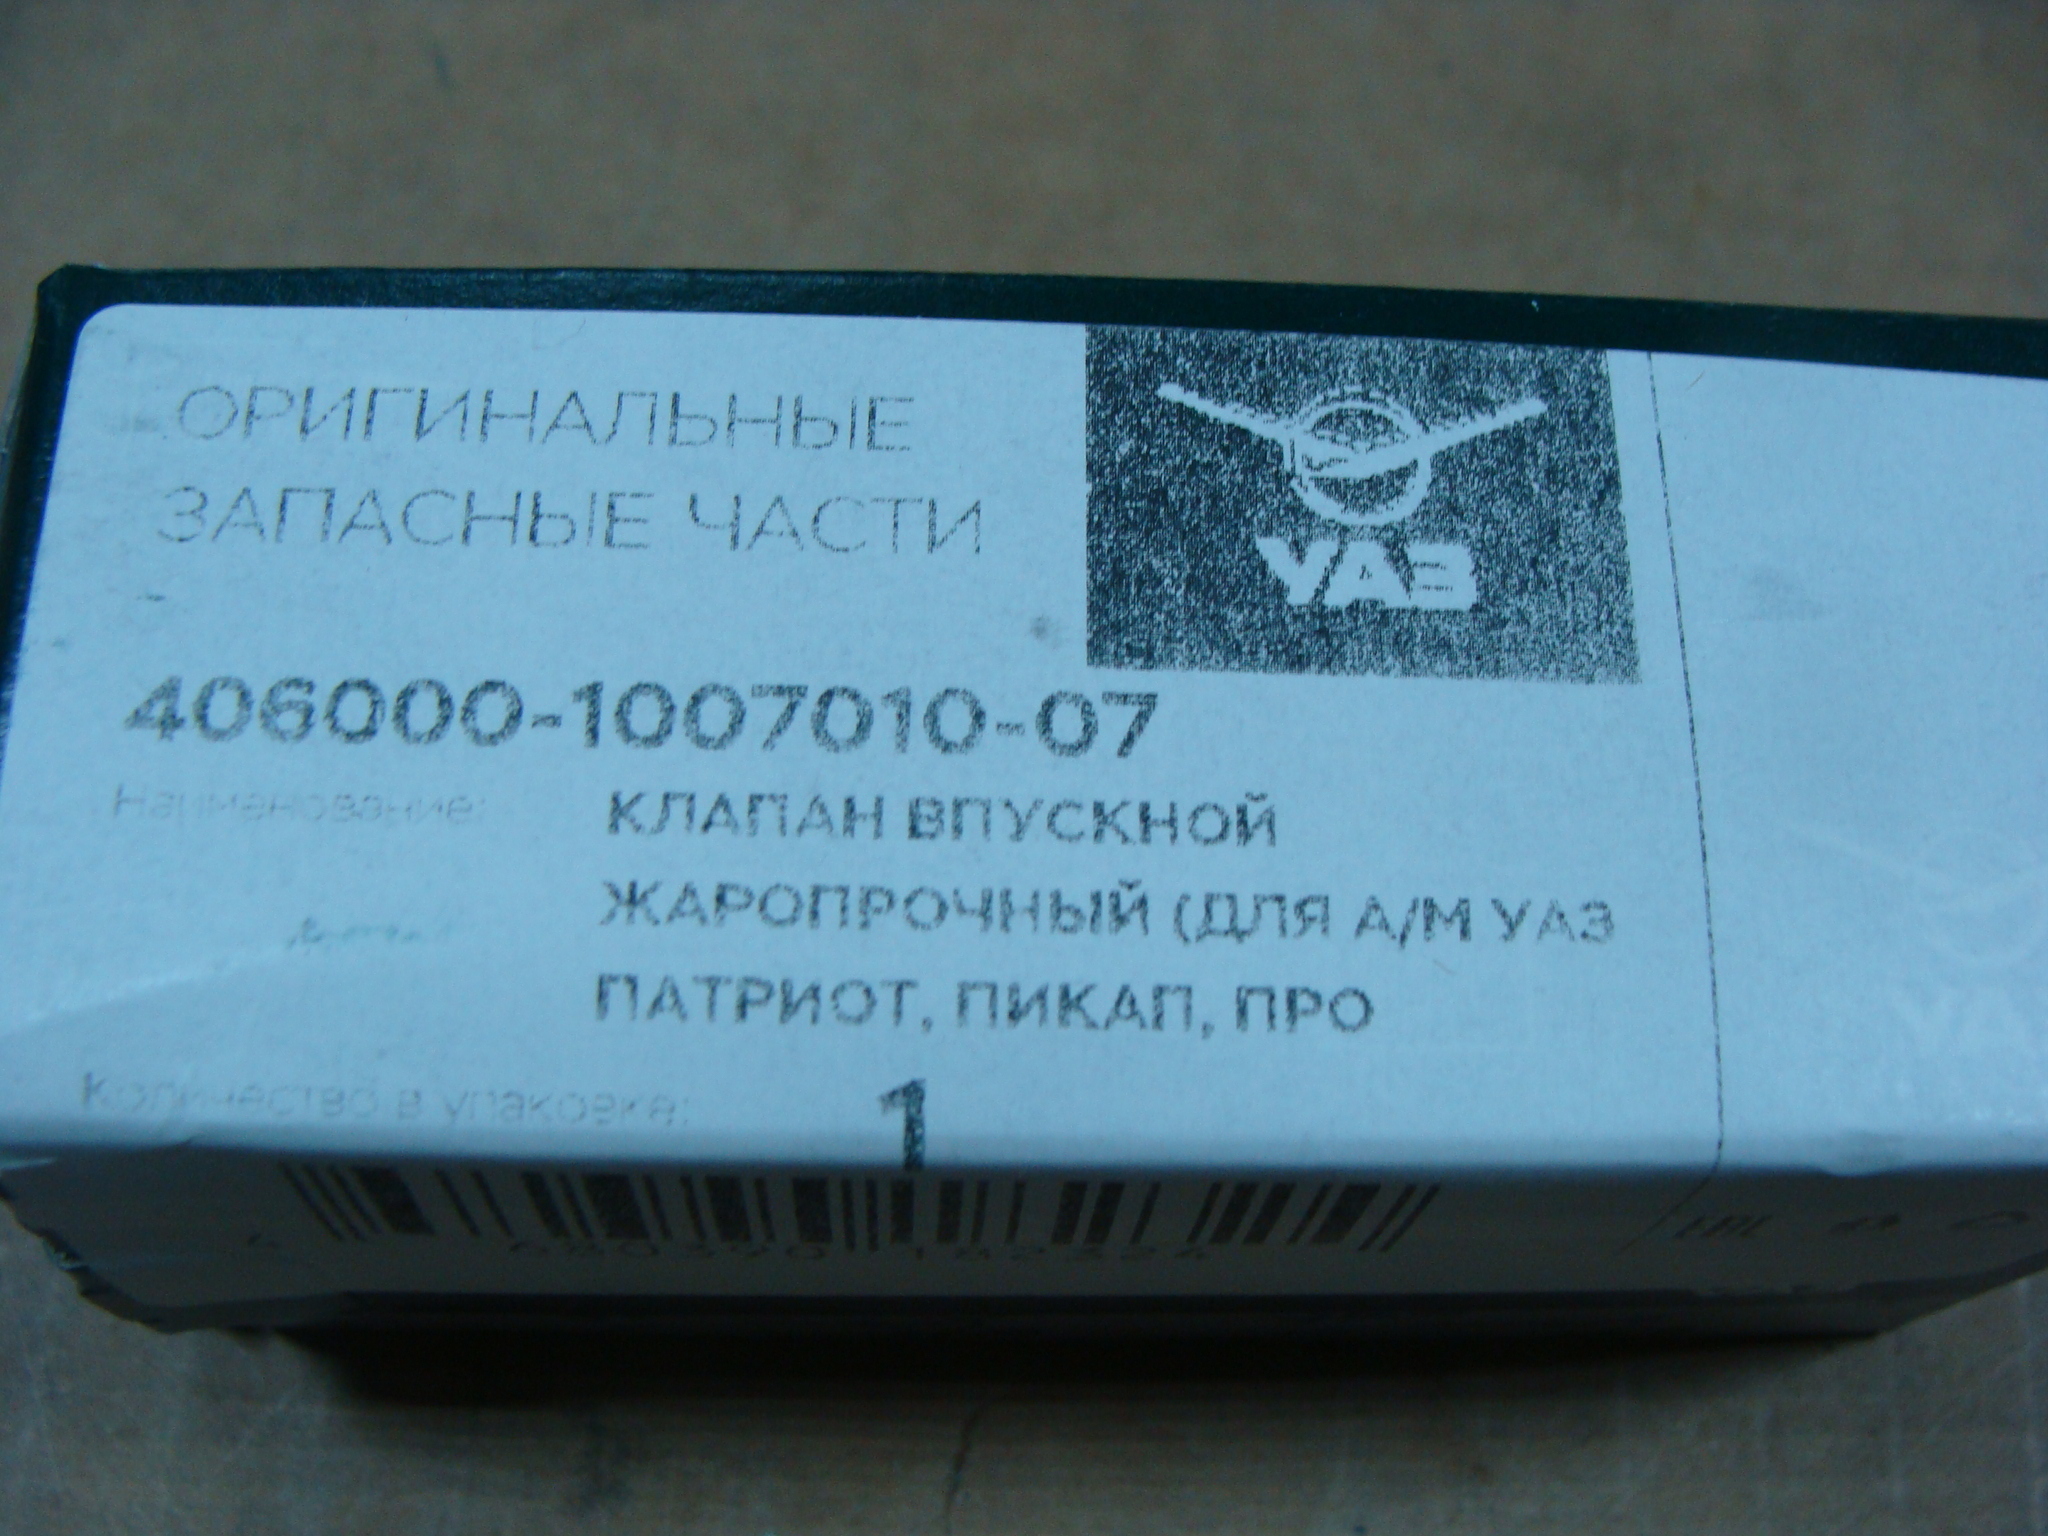 ОРИГИНАЛЬНЫЕ
ЗАПАСНЫЕ ЧАСТИ
УАЗ
406000-1007010-07
Наименование:
КЛАПАН ВПУСКНОЙ
ЖАРОПРОЧНЫЙ (ДЛЯ А/М УАЗ
ПАТРИОТ, ПИКАП, ПРО
Количество в упаковке:
1